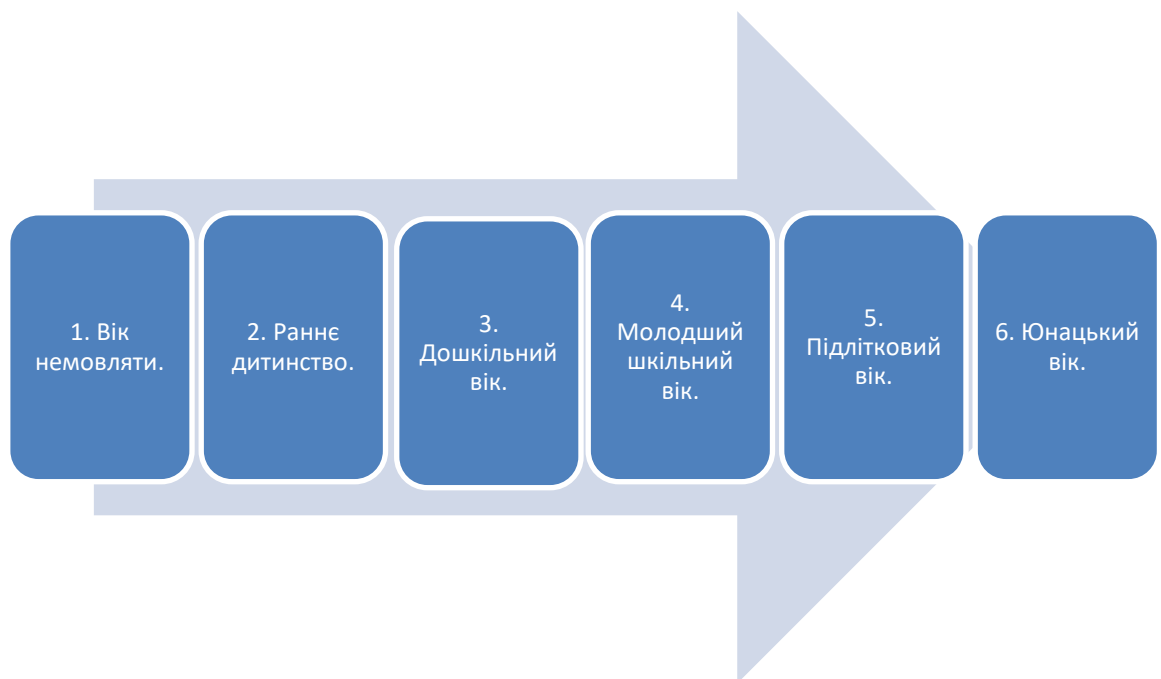 1. Вік
немовляти.
2. Раннє
дитинство.
3.
Дошкільний
вік.
4.
Молодший
шкільний
вік.
5.
Підлітковий
вік.
6. Юнацький
вік.